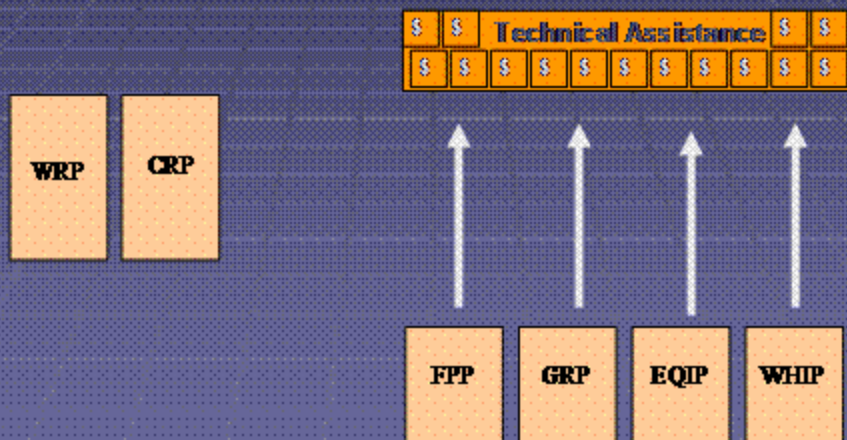 $ $ Technical Assistance $ $
$ $ $ $ $ $ $ $ $ $ $
WRP CRP
FPP GRP EQIP WHIP